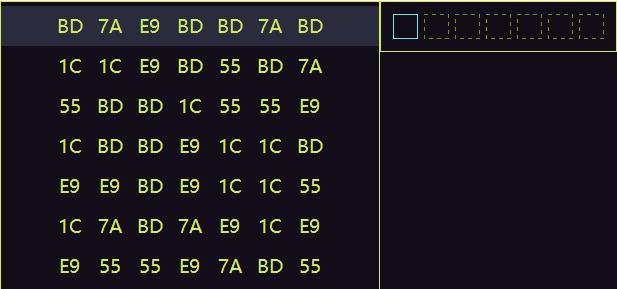 BD 7A E9 BD BD 7A BD
1C 1C E9 BD 55 BD 7A
55 BD BD 1C 55 55 E9
1C BD BD E9 1C 1C BD
E9 E9 BD E9 1C 1C 55
1C 7A BD 7A E9 1C E9
E9 55 55 E9 7A BD 55